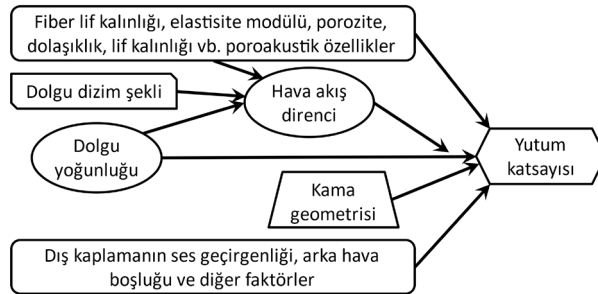 Fiber lif kalınlığı, elastisite modülü, porozite,
dolaşıklık, lif kalınlığı vb. poroakustik özellikler
Dolgu dizim şekli
Hava akış
direnci
Dolgu
yoğunluğu
Yutum
katsayısı
Kama
geometrisi
Dış kaplamanın ses geçirgenliği, arka hava
boşluğu ve diğer faktörler